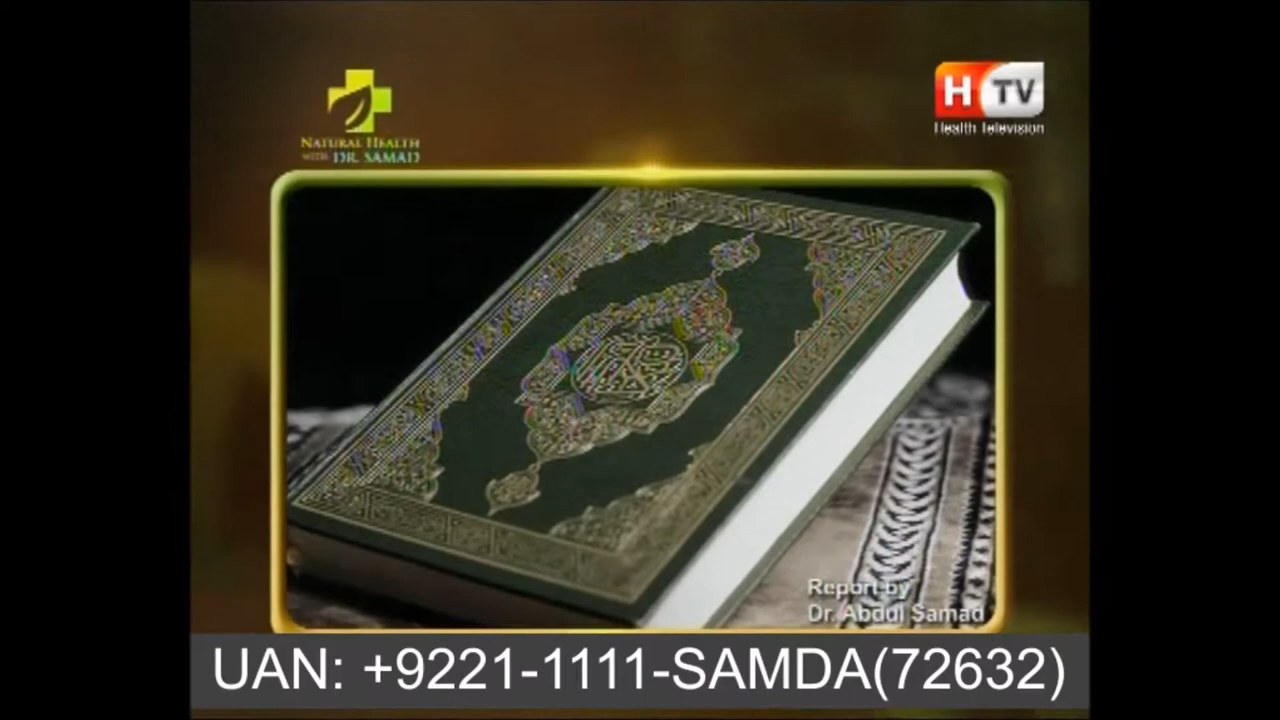 NATURAL HEALTH
WITH DR. SAMAD
H TV
Health Television
Report by
Dr. Abdul Samad
UAN: +9221-1111-SAMDA(72632)